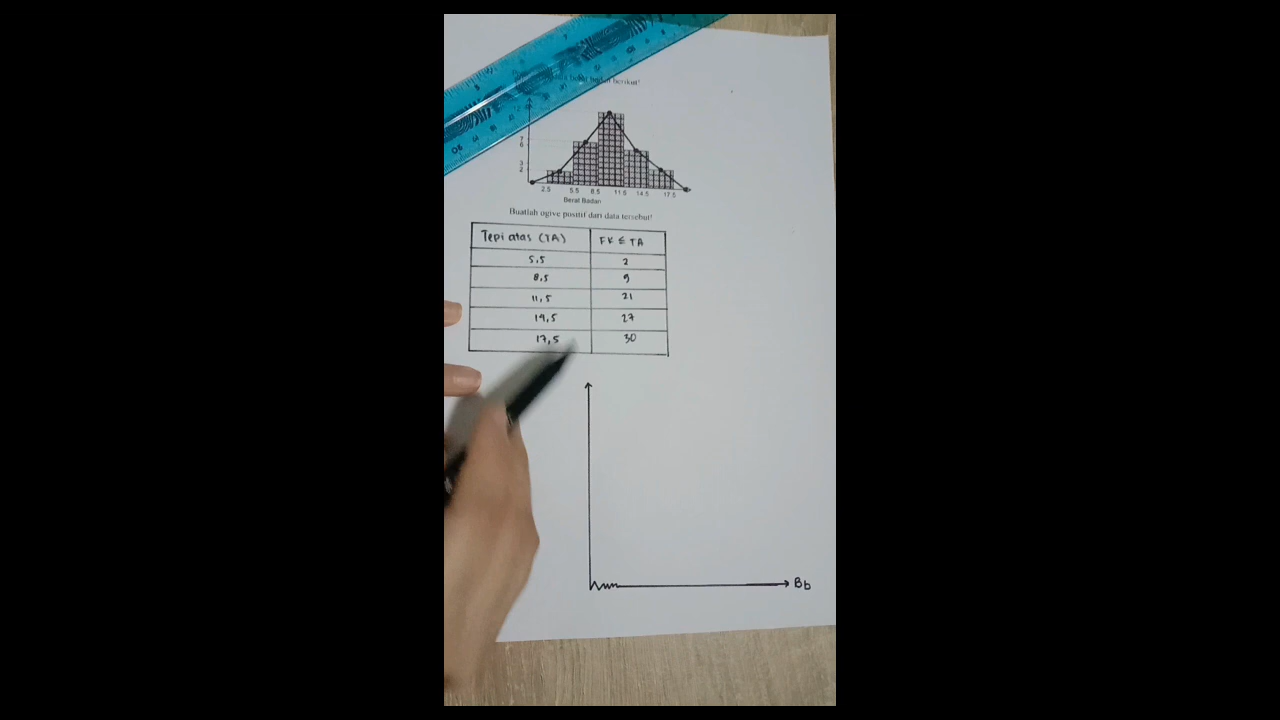 berikut!
7
6
3
2
2.5 5.5 8.5 11.5 14.5 17.5
Berat Badan
Buatlah ogive positif dari data tersebut!
Tepi atas (TA) FK ≤ TA
5,5 2
8,5 9
11,5 21
14,5 27
17,5 30
Bb